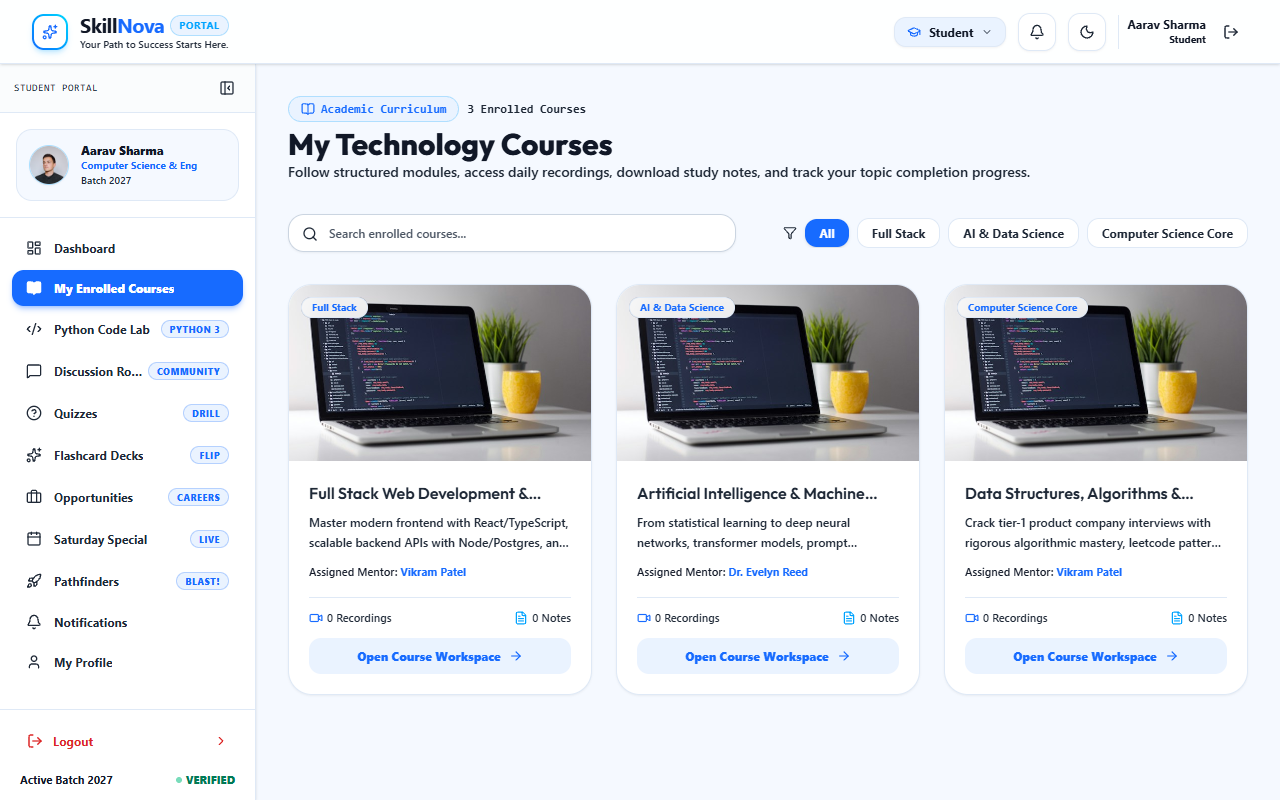 SkillNova PORTAL
Your Path to Success Starts Here.
Student
Aarav Sharma
Student
STUDENT PORTAL
Aarav Sharma
Computer Science & Eng
Batch 2027
Dashboard
My Enrolled Courses
Python Code Lab PYTHON 3
Discussion Ro... COMMUNITY
Quizzes DRILL
Flashcard Decks FLIP
Opportunities CAREERS
Saturday Special LIVE
Pathfinders BLAST!
Notifications
My Profile
Logout
Active Batch 2027 VERIFIED
Academic Curriculum 3 Enrolled Courses
My Technology Courses
Follow structured modules, access daily recordings, download study notes, and track your topic completion progress.
Search enrolled courses...
All Full Stack AI & Data Science Computer Science Core
Full Stack
Full Stack Web Development &...
Master modern frontend with React/TypeScript,
scalable backend APIs with Node/Postgres, an...
Assigned Mentor: Vikram Patel
0 Recordings 0 Notes
Open Course Workspace
AI & Data Science
Artificial Intelligence & Machine...
From statistical learning to deep neural
networks, transformer models, prompt...
Assigned Mentor: Dr. Evelyn Reed
0 Recordings 0 Notes
Open Course Workspace
Computer Science Core
Data Structures, Algorithms &...
Crack tier-1 product company interviews with
rigorous algorithmic mastery, leetcode patter...
Assigned Mentor: Vikram Patel
0 Recordings 0 Notes
Open Course Workspace